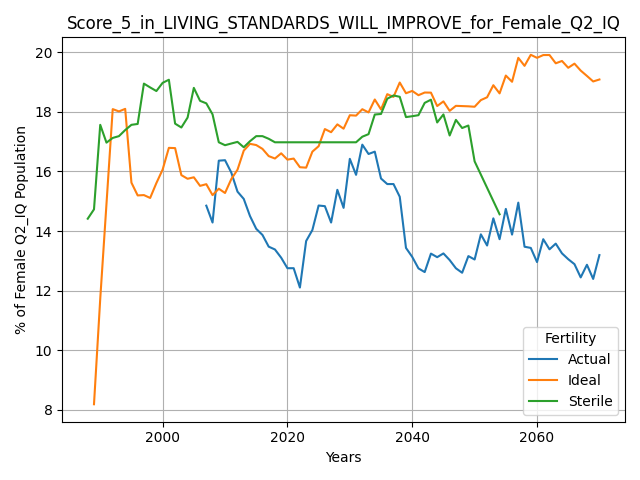 Score_5_in_LIVING_STANDARDS_WILL_IMPROVE_for_Female_Q2_IQ
% of Female Q2_IQ Population
20
18
16
14
12
10
8
2000 2020 2040 2060
Years
Fertility
Actual
Ideal
Sterile